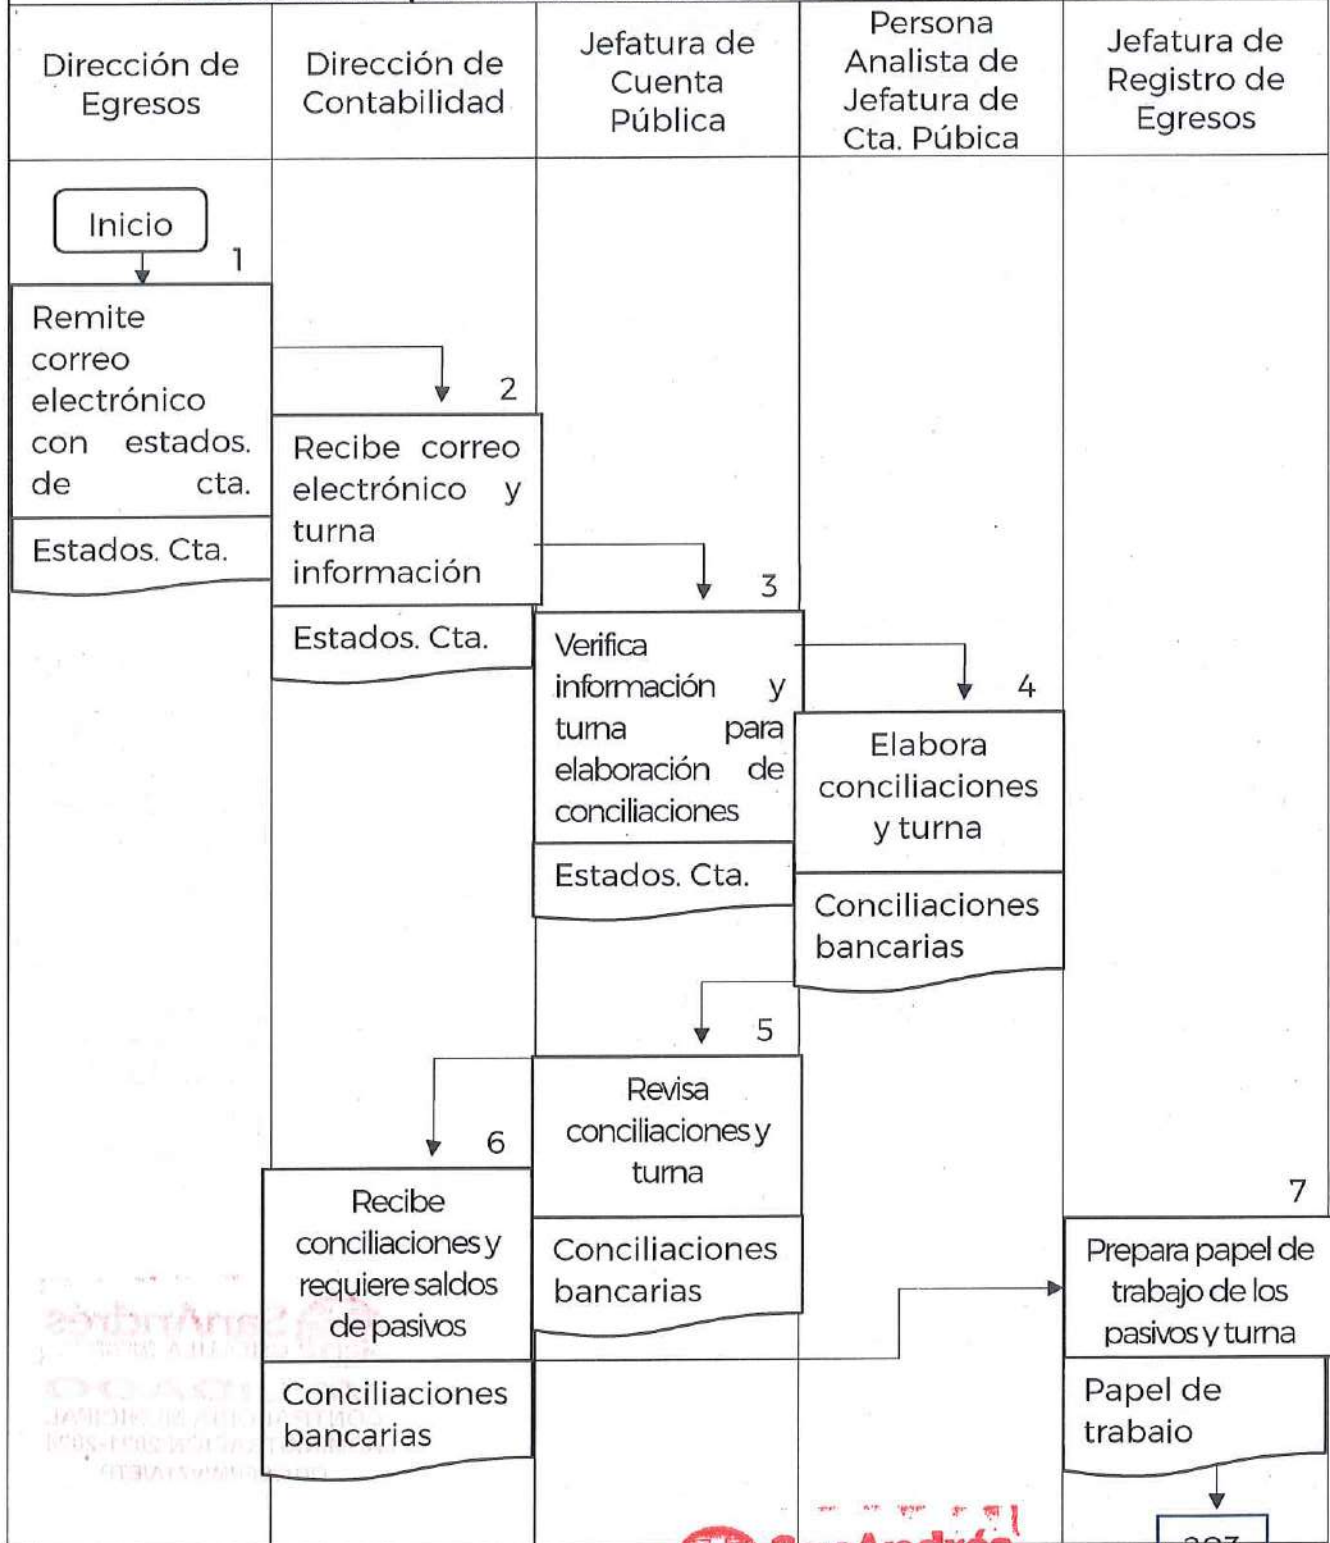 Dirección de
Egresos
Dirección de
Contabilidad
Jefatura de
Cuenta
Pública
Persona
Analista de
Jefatura de
Cta. Púbica
Jefatura de
Registro de
Egresos
Inicio
1
Remite
correo
electrónico
con estados.
de cta.
Estados. Cta.
2
Recibe correo
electrónico y
turna
información
Estados. Cta.
3
Verifica
información y
turna para
elaboración de
conciliaciones
Estados. Cta.
4
Elabora
conciliaciones
y turna
Conciliaciones
bancarias
5
Revisa
conciliaciones y
turna
Conciliaciones
bancarias
6
Recibe
conciliaciones y
requiere saldos
de pasivos
Conciliaciones
bancarias
7
Prepara papel de
trabajo de los
pasivos y turna
Papel de
trabaio